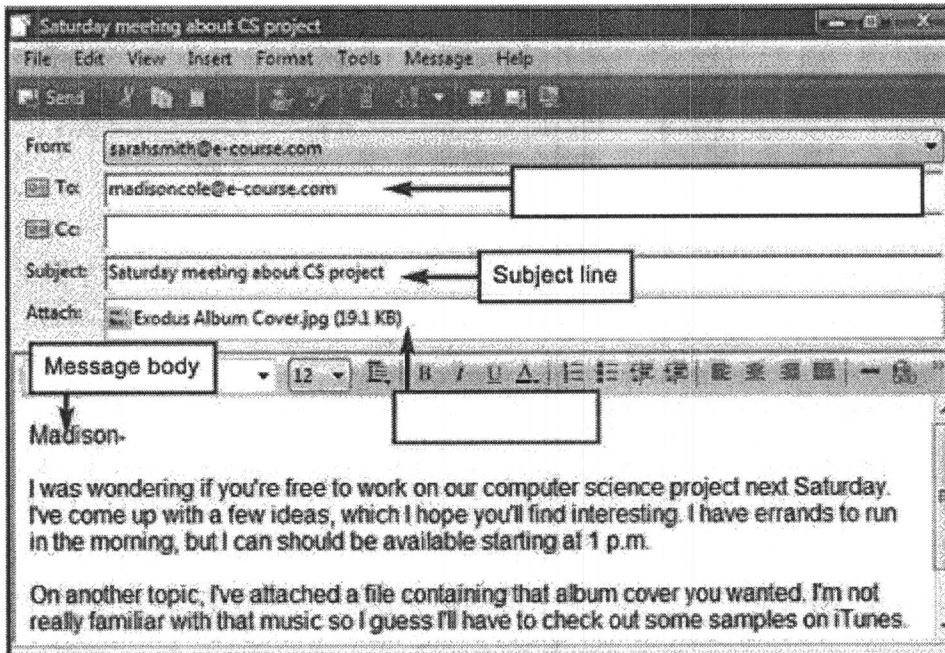 Saturday meeting about CS project
File Edit View Insert Format Tools Message Help
Send
From: sarahsmith@e-course.com
To: madisoncole@e-course.com
Cc:
Subject: Saturday meeting about CS project
Subject line
Attach: Exodus Album Cover.jpg (19.1 KB)
Message body
12 B I U A
Madison-
I was wondering if you're free to work on our computer science project next Saturday.
I've come up with a few ideas, which I hope you'll find interesting. I have errands to run
in the morning, but I can should be available starting at 1 p.m.
On another topic, I've attached a file containing that album cover you wanted. I'm not
really familiar with that music so I guess I'll have to check out some samples on iTunes.